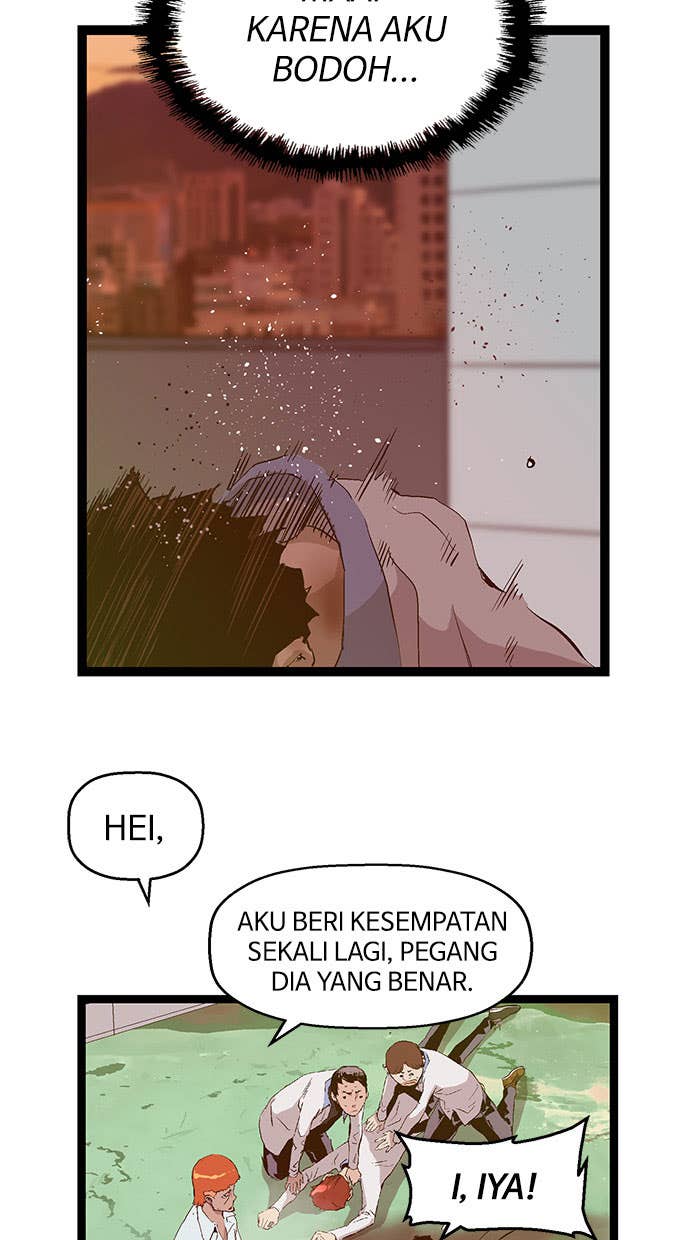 KARENA AKU
BODOH...
HEI,
AKU BERI KESEMPATAN
SEKALI LAGI, PEGANG
DIA YANG BENAR.
I, IYA!